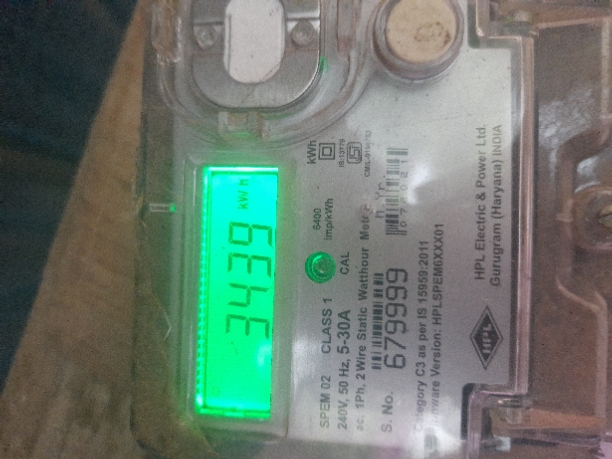 3439 kWh
kWh
IS:13779
6400
imp/kWh
CAL
SPEM 02 CLASS 1
240V, 50 Hz, 5-30A
ac, 1Ph, 2 Wire Static Watthour
S. No.
679999
Category C3 as per IS 15959:2011
Version: HPLSPEM6XXX01
HPL
HPL Electric & Power Ltd.
Gurugram (Haryana) INDIA